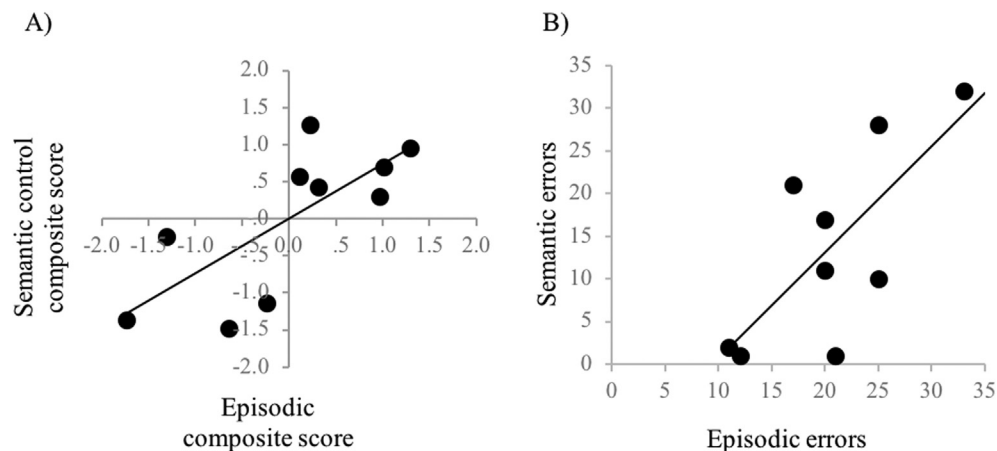 A)
2.0
1.5
1.0
.5
.0
-2.0 -1.5 -1.0 -.5 0.0 .5 1.0 1.5 2.0
-.5
-1.0
-1.5
-2.0
Semantic control
composite score
Episodic
composite score
B)
35
30
25
20
15
10
5
0
0 5 10 15 20 25 30 35
Semantic errors
Episodic errors